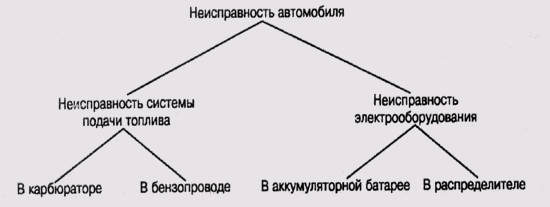 Неисправность автомобиля
Неисправность системы
подачи топлива
Неисправность
электрооборудования
В карбюраторе
В бензопроводе
В аккумуляторной батарее
В распределителе